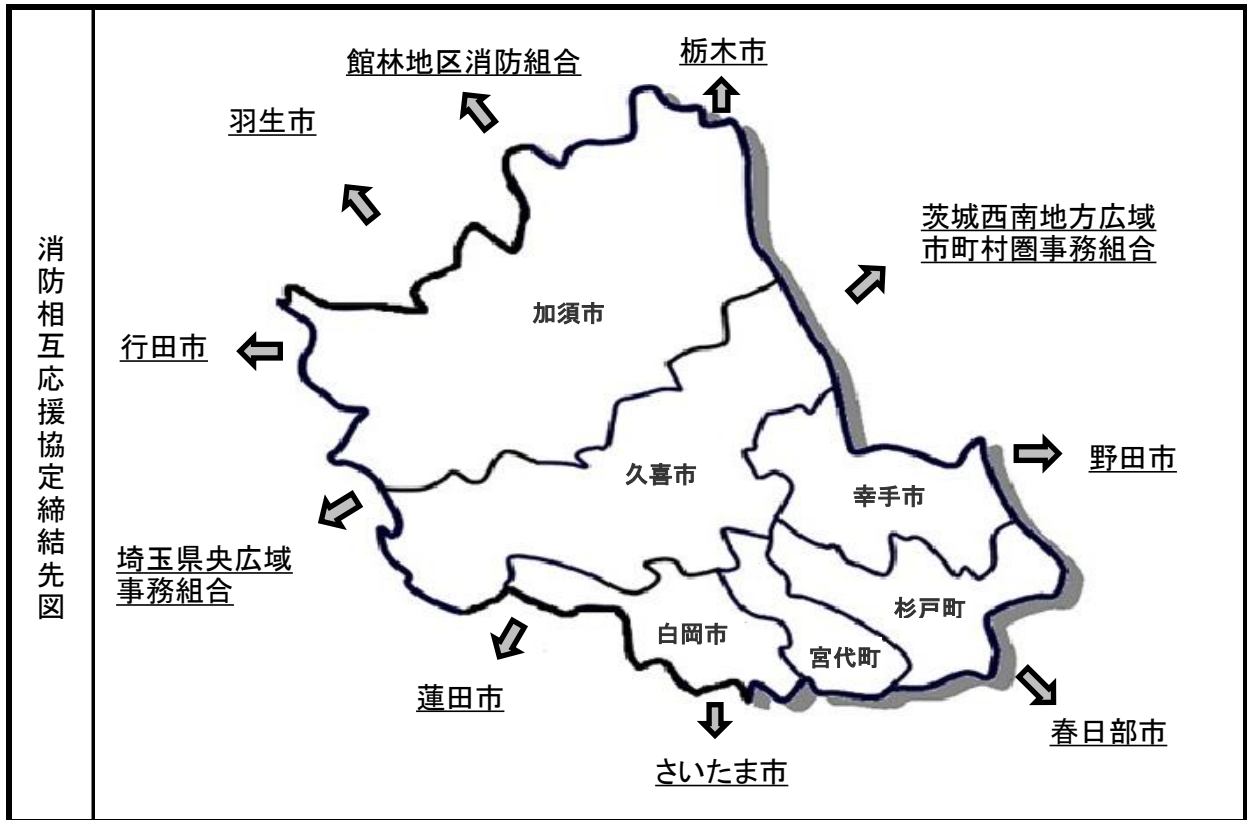 消防相互応援協定締結先図
館林地区消防組合
栃木市
羽生市
茨城西南地方広域
市町村圏事務組合
加須市
行田市
野田市
久喜市
幸手市
埼玉県央広域
事務組合
杉戸町
白岡市
宮代町
蓮田市
春日部市
さいたま市